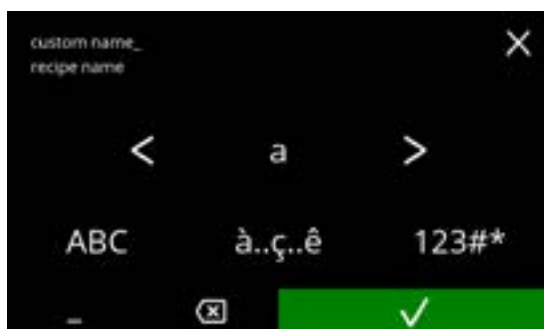 custom name_
recipe name
< a >
ABC à..ç..ê 123#*
_